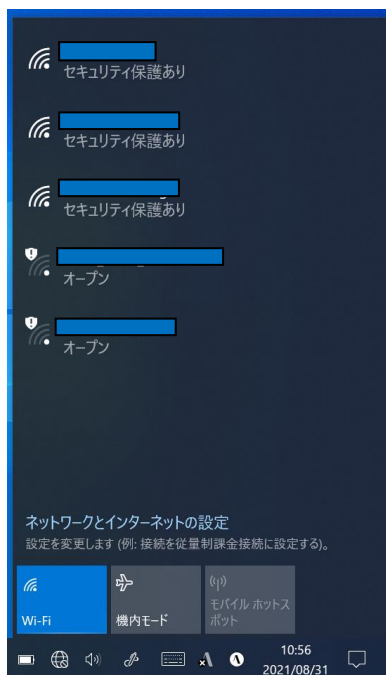 セキュリティ保護あり
セキュリティ保護あり
セキュリティ保護あり
オープン
オープン
ネットワークとインターネットの設定
設定を変更します (例: 接続を従量制課金接続に設定する)。
Wi-Fi
機内モード
モバイル ホットス
ポット
10:56
2021/08/31